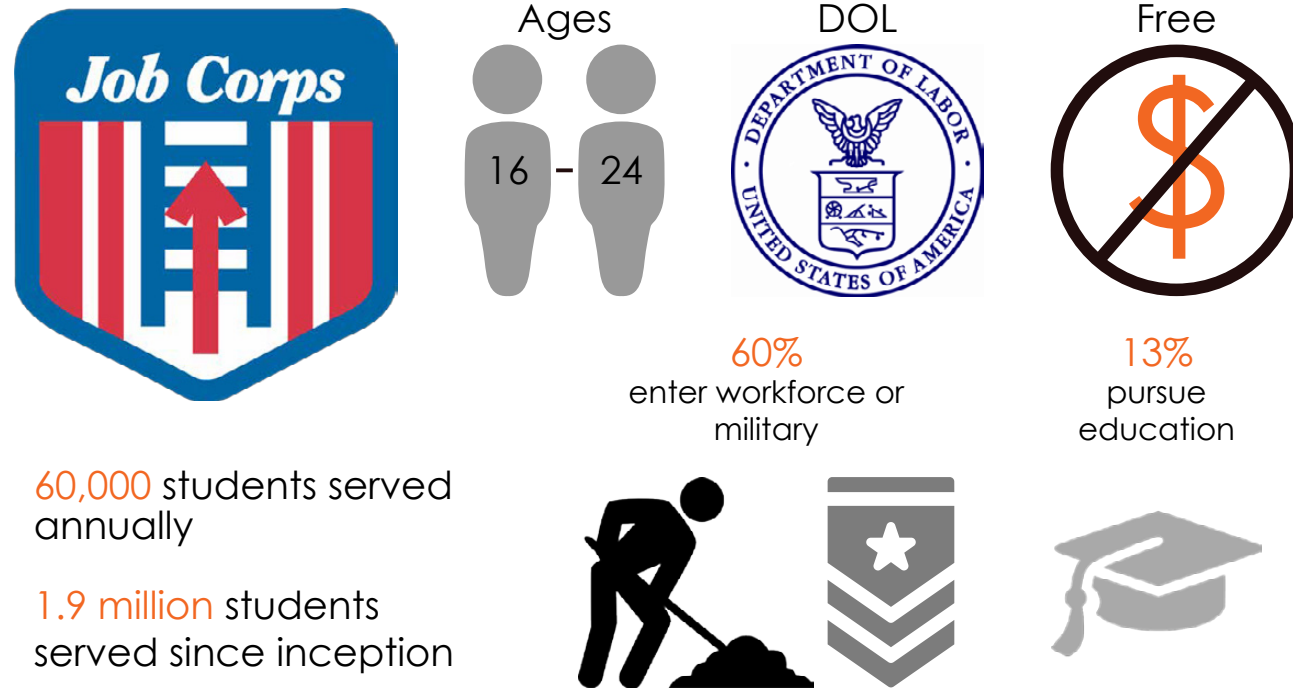 Job Corps
Ages
16 - 24
DOL
DEPARTMENT OF LABOR
UNITED STATES OF AMERICA
Free
$
60%
enter workforce or
military
13%
pursue
education
60,000 students served
annually
1.9 million students
served since inception